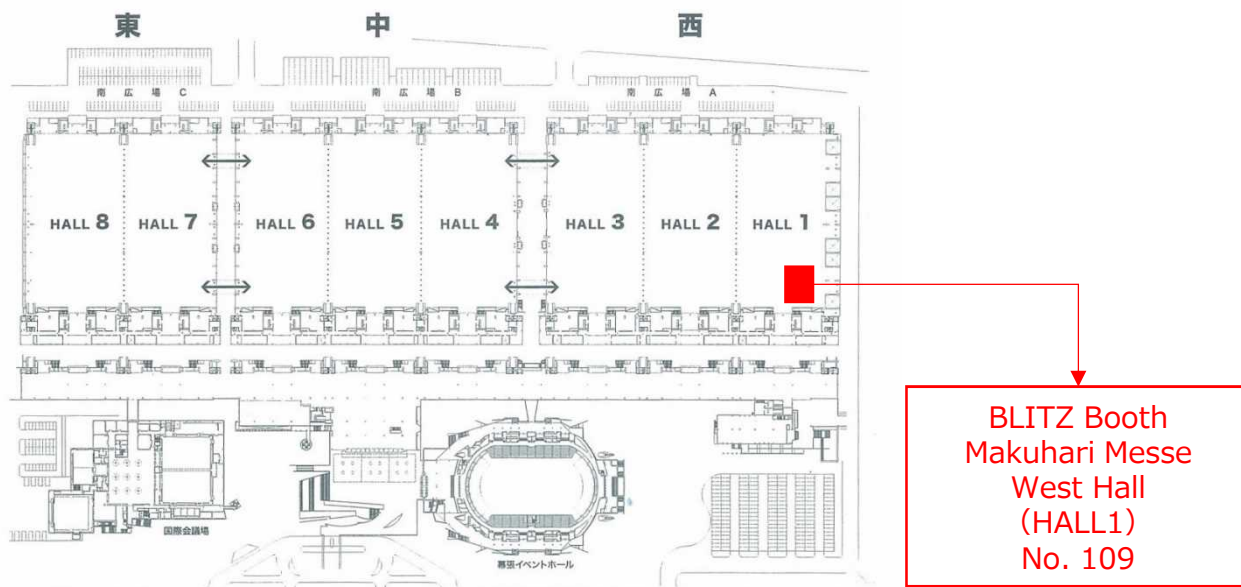 東 中 西
南広場 C 南広場 B 南広場 A
HALL 8 HALL 7 HALL 6 HALL 5 HALL 4 HALL 3 HALL 2 HALL 1
BLITZ Booth
Makuhari Messe
West Hall
(HALL1)
No. 109
国際会議場
幕張イベントホール